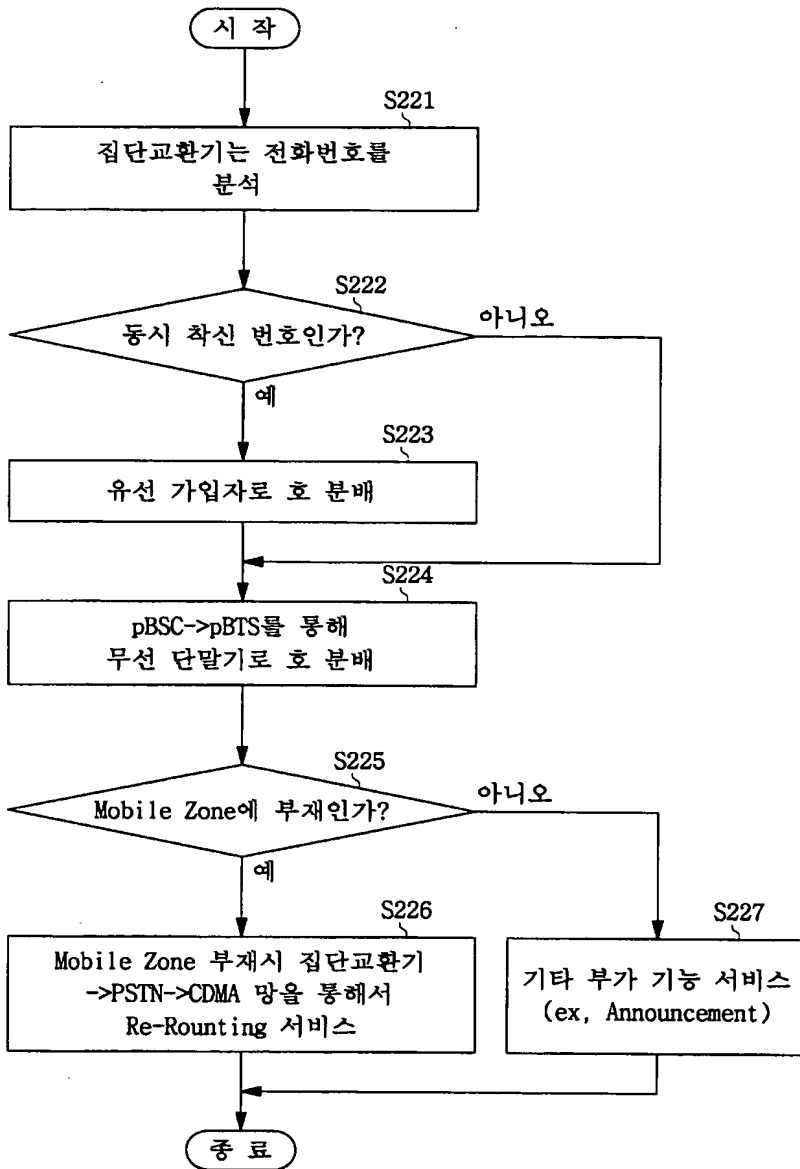 시 작
S221
집단교환기는 전화번호를
분석
S222
동시 착신 번호인가?
아니오
예
S223
유선 가입자로 호 분배
S224
pBSC->pBTS를 통해
무선 단말기로 호 분배
S225
Mobile Zone에 부재인가?
아니오
예
S226
Mobile Zone 부재시 집단교환기
->PSTN->CDMA 망을 통해서
Re-Rounting 서비스
S227
기타 부가 기능 서비스
(ex, Announcement)
종 료